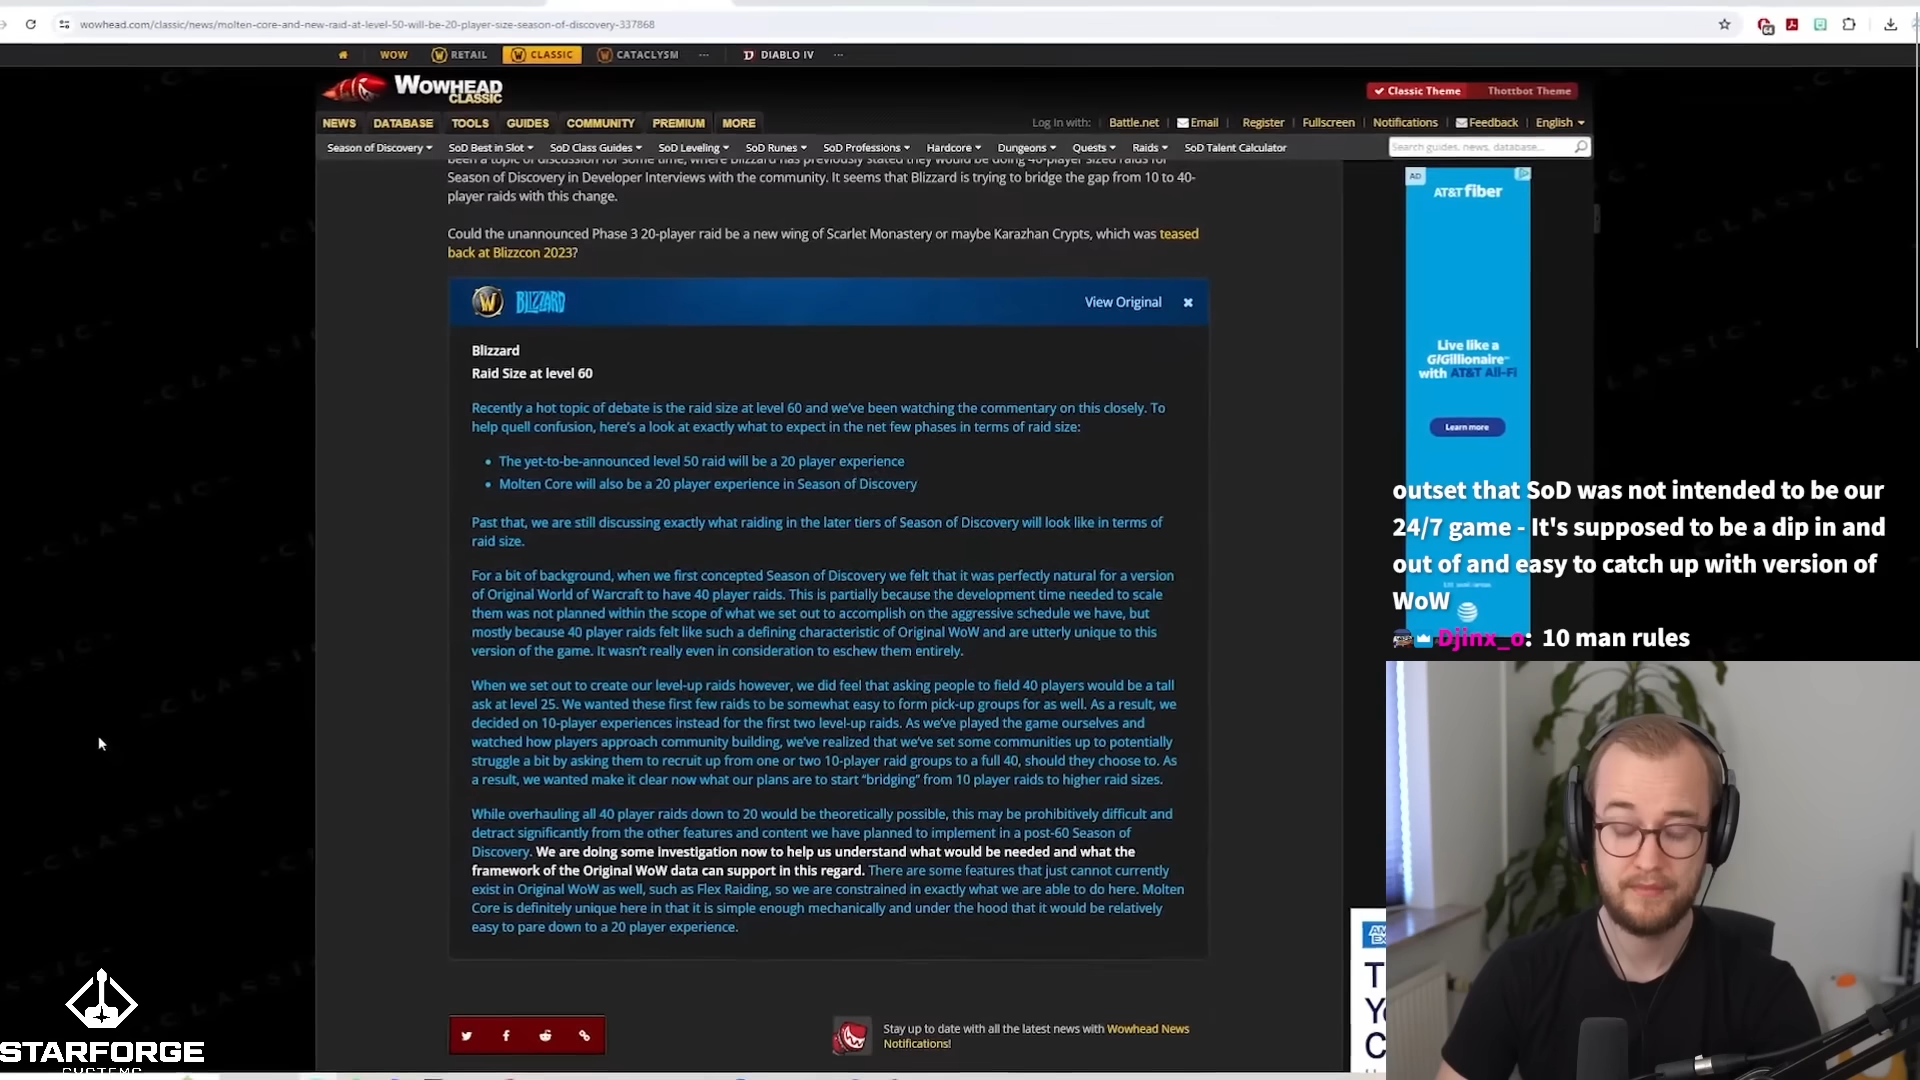 wowhead.com/classic/news/molten-core-and-new-raid-at-level-50-will-be-20-player-size-season-of-discovery-337868
WOW RETAIL CLASSIC CATACLYSM ... DIABLO IV ...
WOWHEAD
CLASSIC
Classic Theme Thottbot Theme
NEWS DATABASE TOOLS GUIDES COMMUNITY PREMIUM MORE
Log in with: Battle.net Email Register Fullscreen Notifications Feedback English
Season of Discovery SoD Best in Slot SoD Class Guides SoD Leveling SoD Runes SoD Professions Hardcore Dungeons Quests Raids SoD Talent Calculator
Search guides, news, database...
been a topic of discussion for some time, where Blizzard has previously stated they would be doing 40-player sized raids for
Season of Discovery in Developer Interviews with the community. It seems that Blizzard is trying to bridge the gap from 10 to 40-
player raids with this change.
Could the unannounced Phase 3 20-player raid be a new wing of Scarlet Monastery or maybe Karazhan Crypts, which was teased
back at Blizzcon 2023?
BLIZZARD
View Original
Blizzard
Raid Size at level 60
Recently a hot topic of debate is the raid size at level 60 and we've been watching the commentary on this closely. To
help quell confusion, here's a look at exactly what to expect in the net few phases in terms of raid size:
• The yet-to-be-announced level 50 raid will be a 20 player experience
• Molten Core will also be a 20 player experience in Season of Discovery
Past that, we are still discussing exactly what raiding in the later tiers of Season of Discovery will look like in terms of
raid size.
For a bit of background, when we first concepted Season of Discovery we felt that it was perfectly natural for a version
of Original World of Warcraft to have 40 player raids. This is partially because the development time needed to scale
them was not planned within the scope of what we set out to accomplish on the aggressive schedule we have, but
mostly because 40 player raids felt like such a defining characteristic of Original WoW and are utterly unique to this
version of the game. It wasn't really even in consideration to eschew them entirely.
When we set out to create our level-up raids however, we did feel that asking people to field 40 players would be a tall
ask at level 25. We wanted these first few raids to be somewhat easy to form pick-up groups for as well. As a result, we
decided on 10-player experiences instead for the first two level-up raids. As we've played the game ourselves and
watched how players approach community building, we've realized that we've set some communities up to potentially
struggle a bit by asking them to recruit up from one or two 10-player raid groups to a full 40, should they choose to. As
a result, we wanted make it clear now what our plans are to start "bridging" from 10 player raids to higher raid sizes.
While overhauling all 40 player raids down to 20 would be theoretically possible, this may be prohibitively difficult and
detract significantly from the other features and content we have planned to implement in a post-60 Season of
Discovery. We are doing some investigation now to help us understand what would be needed and what the
framework of the Original WoW data can support in this regard. There are some features that just cannot currently
exist in Original WoW as well, such as Flex Raiding, so we are constrained in exactly what we are able to do here. Molten
Core is definitely unique here in that it is simple enough mechanically and under the hood that it would be relatively
easy to pare down to a 20 player experience.
Stay up to date with all the latest news with Wowhead News
Notifications!
AD
AT&T fiber
Live like a
GIGillionaire
with AT&T All-Fi
Learn more
AT&T
outset that SoD was not intended to be our
24/7 game - It's supposed to be a dip in and
out of and easy to catch up with version of
WoW
Djinx_o: 10 man rules
STARFORGE
SYSTEMS